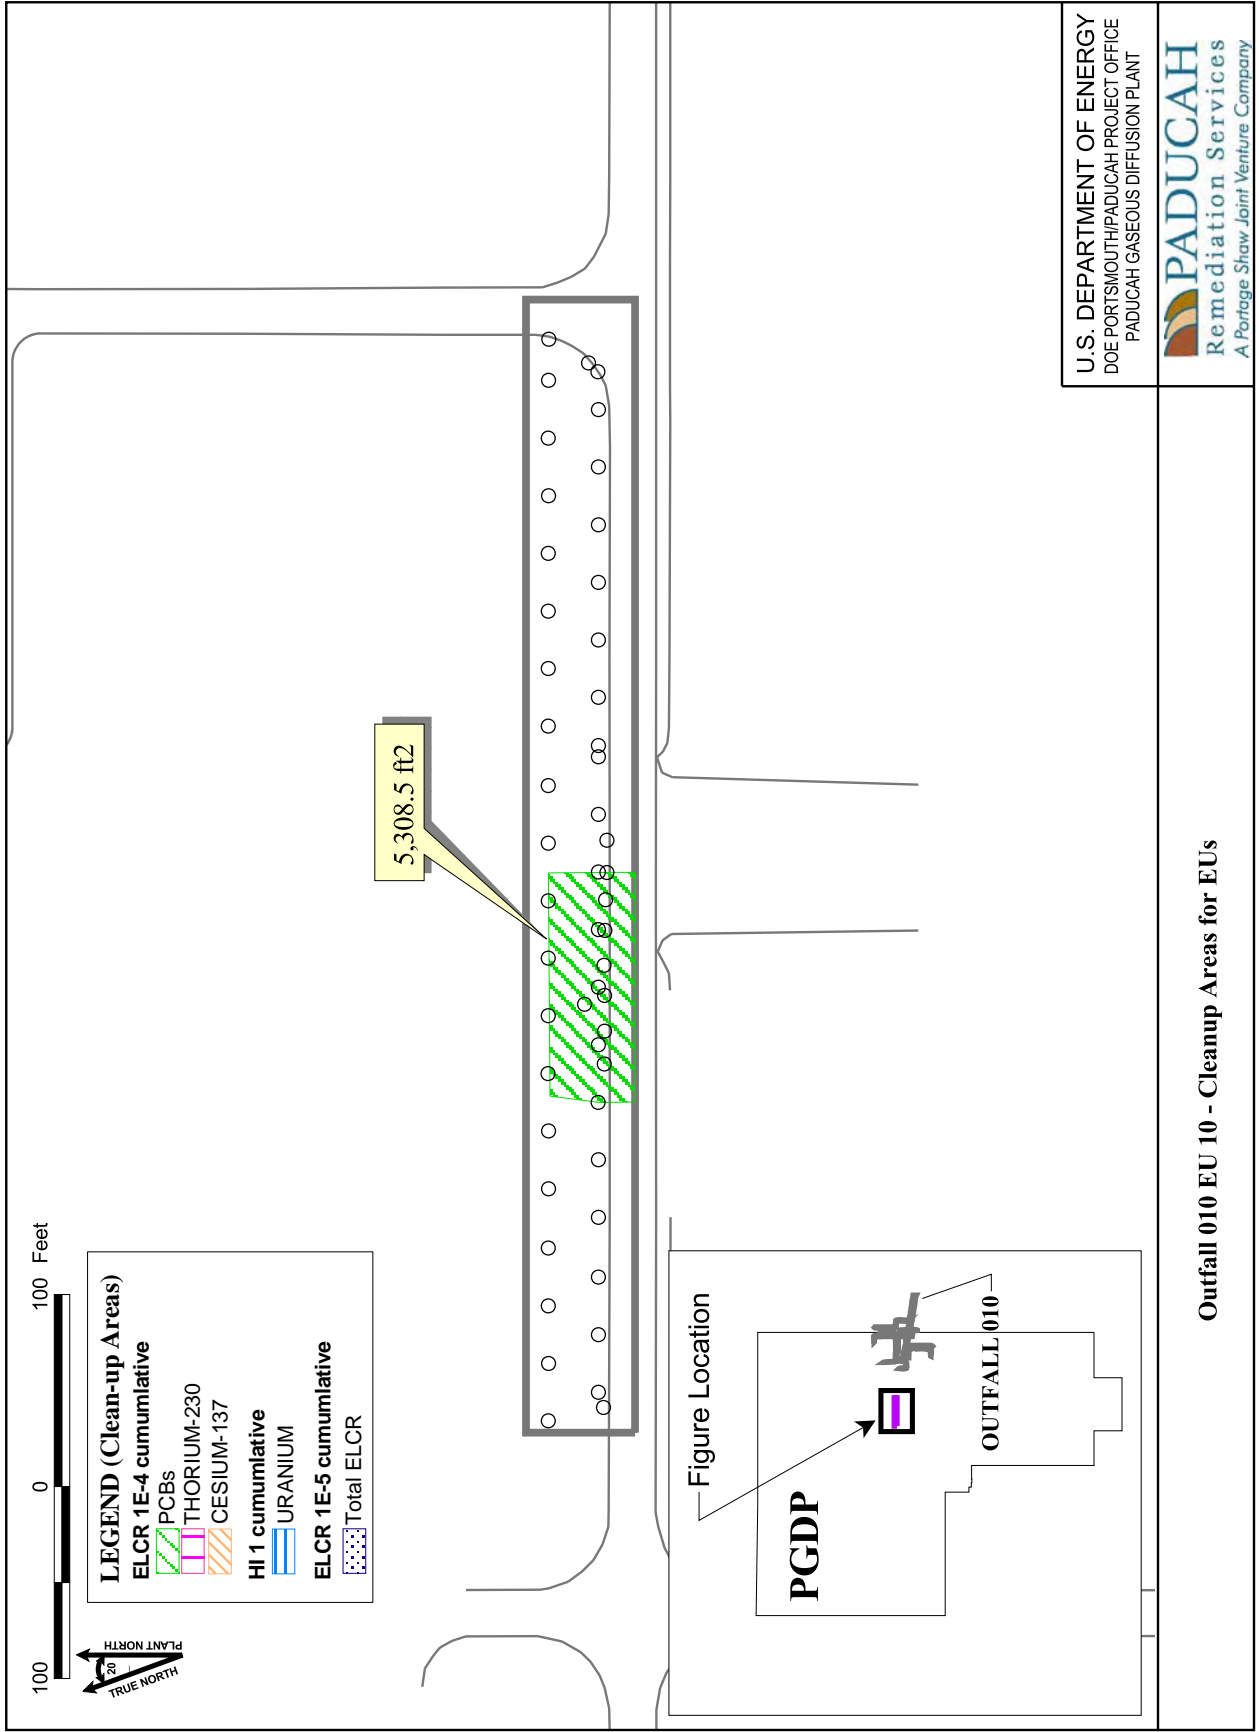 100 0 100 Feet
TRUE NORTH
20
PLANT NORTH
LEGEND (Clean-up Areas)
ELCR 1E-4 cumumlative
PCBs
THORIUM-230
CESIUM-137
HI 1 cumumlative
URANIUM
ELCR 1E-5 cumumlative
Total ELCR
5,308.5 ft2
Figure Location
PGDP
OUTFALL 010
U.S. DEPARTMENT OF ENERGY
DOE PORTSMOUTH/PADUCAH PROJECT OFFICE
PADUCAH GASEOUS DIFFUSION PLANT
Outfall 010 EU 10 - Cleanup Areas for EUs
PADUCAH
Remediation Services
A Portage Shaw Joint Venture Company